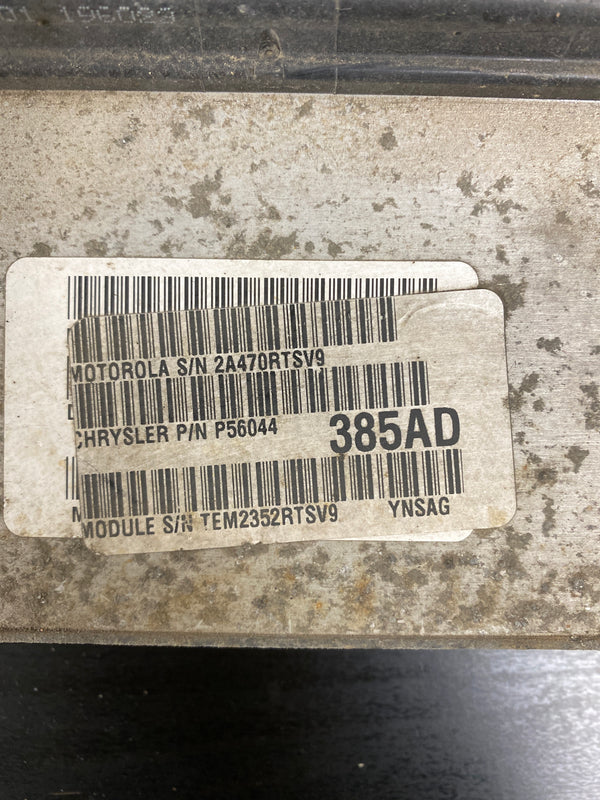 MOTOROLA S/N 2A470RTSV9
CHRYSLER P/N P56044 385AD
MODULE S/N TEM2352RTSV9 YNSAG